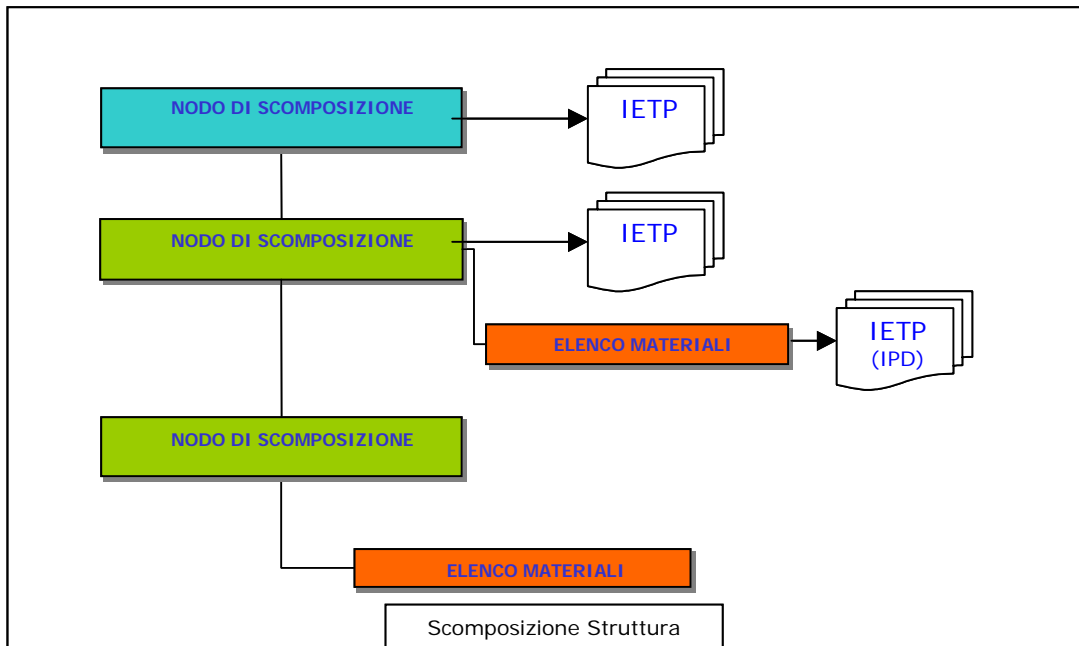 NODO DI SCOMPOSIZIONE
IETP
NODO DI SCOMPOSIZIONE
IETP
ELENCO MATERIALI
IETP
(IPD)
NODO DI SCOMPOSIZIONE
ELENCO MATERIALI
Scomposizione Struttura